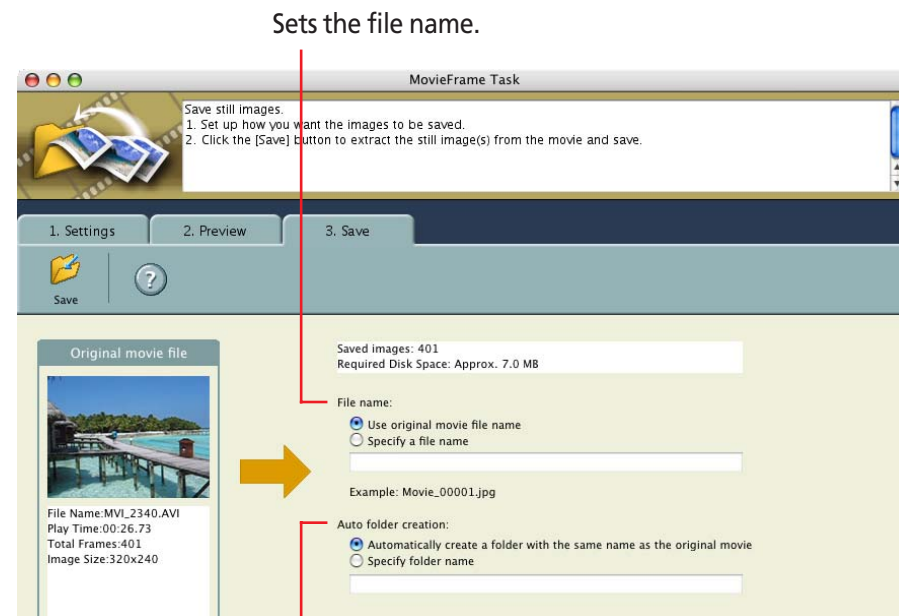 Sets the file name.
MovieFrame Task
Save still images.
1. Set up how you want the images to be saved.
2. Click the [Save] button to extract the still image(s) from the movie and save.
1. Settings
2. Preview
3. Save
Save
?
Original movie file
File Name:MVI_2340.AVI
Play Time:00:26.73
Total Frames:401
Image Size:320x240
Saved images: 401
Required Disk Space: Approx. 7.0 MB
File name:
Use original movie file name
Specify a file name
Example: Movie_00001.jpg
Auto folder creation:
Automatically create a folder with the same name as the original movie
Specify folder name